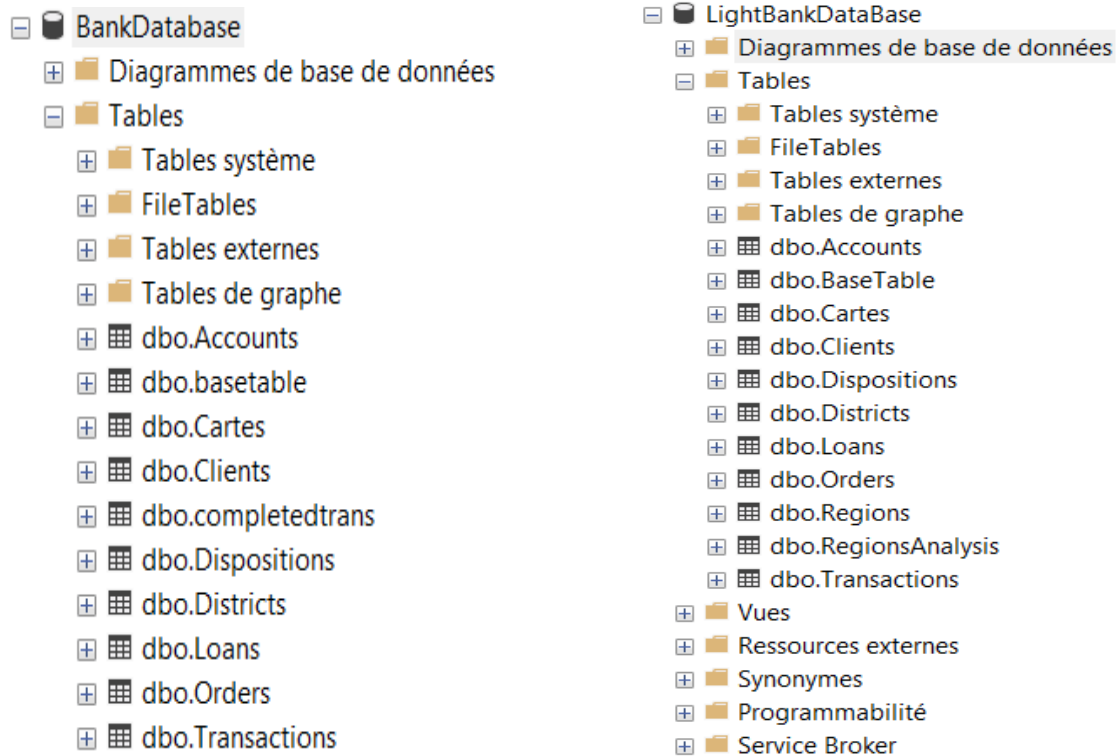 BankDatabase
Diagrammes de base de données
Tables
Tables système
FileTables
Tables externes
Tables de graphe
dbo.Accounts
dbo.basetable
dbo.Cartes
dbo.Clients
dbo.completedtrans
dbo.Dispositions
dbo.Districts
dbo.Loans
dbo.Orders
dbo.Transactions
LightBankDataBase
Diagrammes de base de données
Tables
Tables système
FileTables
Tables externes
Tables de graphe
dbo.Accounts
dbo.BaseTable
dbo.Cartes
dbo.Clients
dbo.Dispositions
dbo.Districts
dbo.Loans
dbo.Orders
dbo.Regions
dbo.RegionsAnalysis
dbo.Transactions
Vues
Ressources externes
Synonymes
Programmabilité
Service Broker